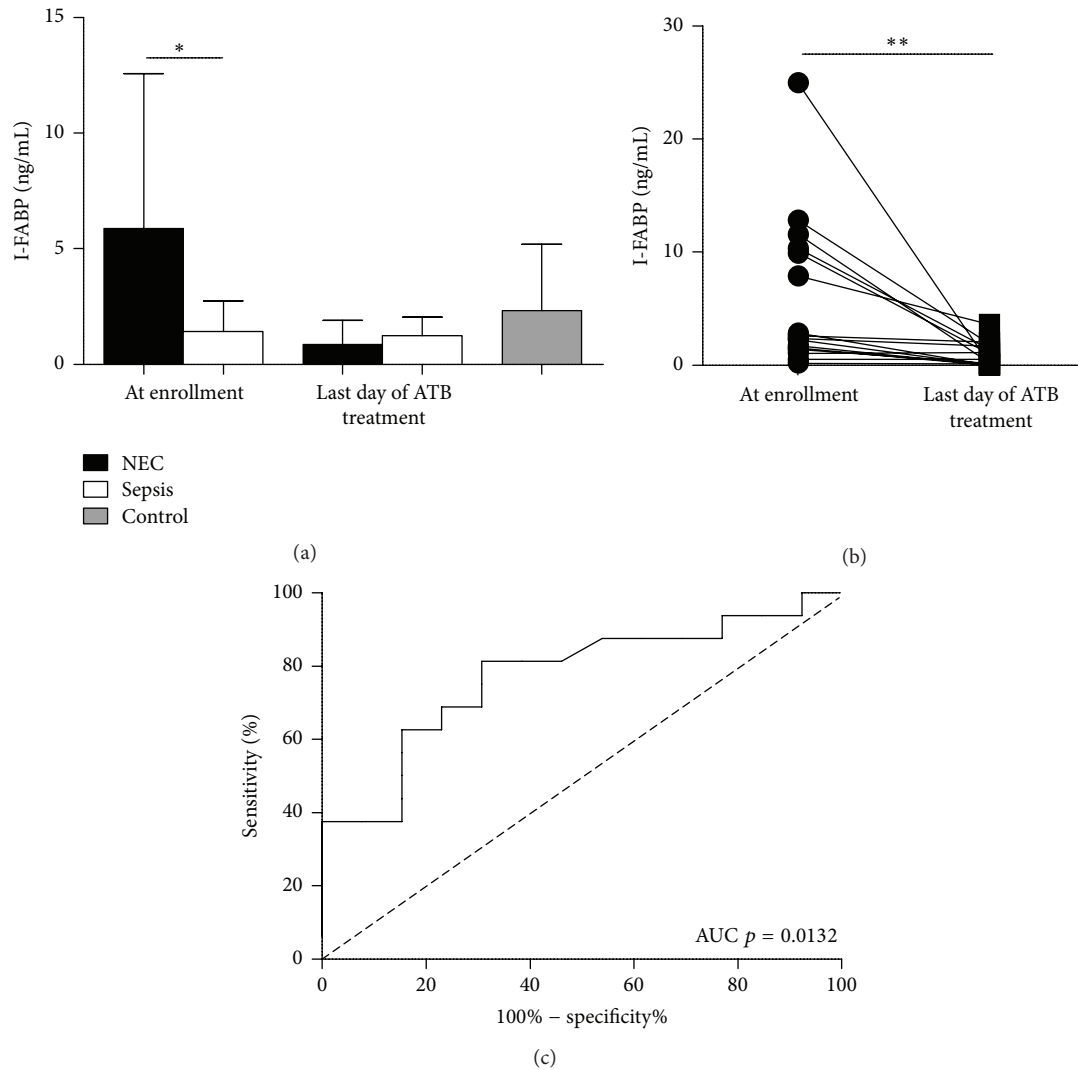 15
10
5
0
I-FABP (ng/mL)
*
At enrollment
Last day of ATB
treatment
NEC
Sepsis
Control
(a)
30
20
10
0
I-FABP (ng/mL)
**
At enrollment
Last day of ATB
treatment
(b)
100
80
60
40
20
0
Sensitivity (%)
AUC p = 0.0132
0 20 40 60 80 100
100% − specificity%
(c)